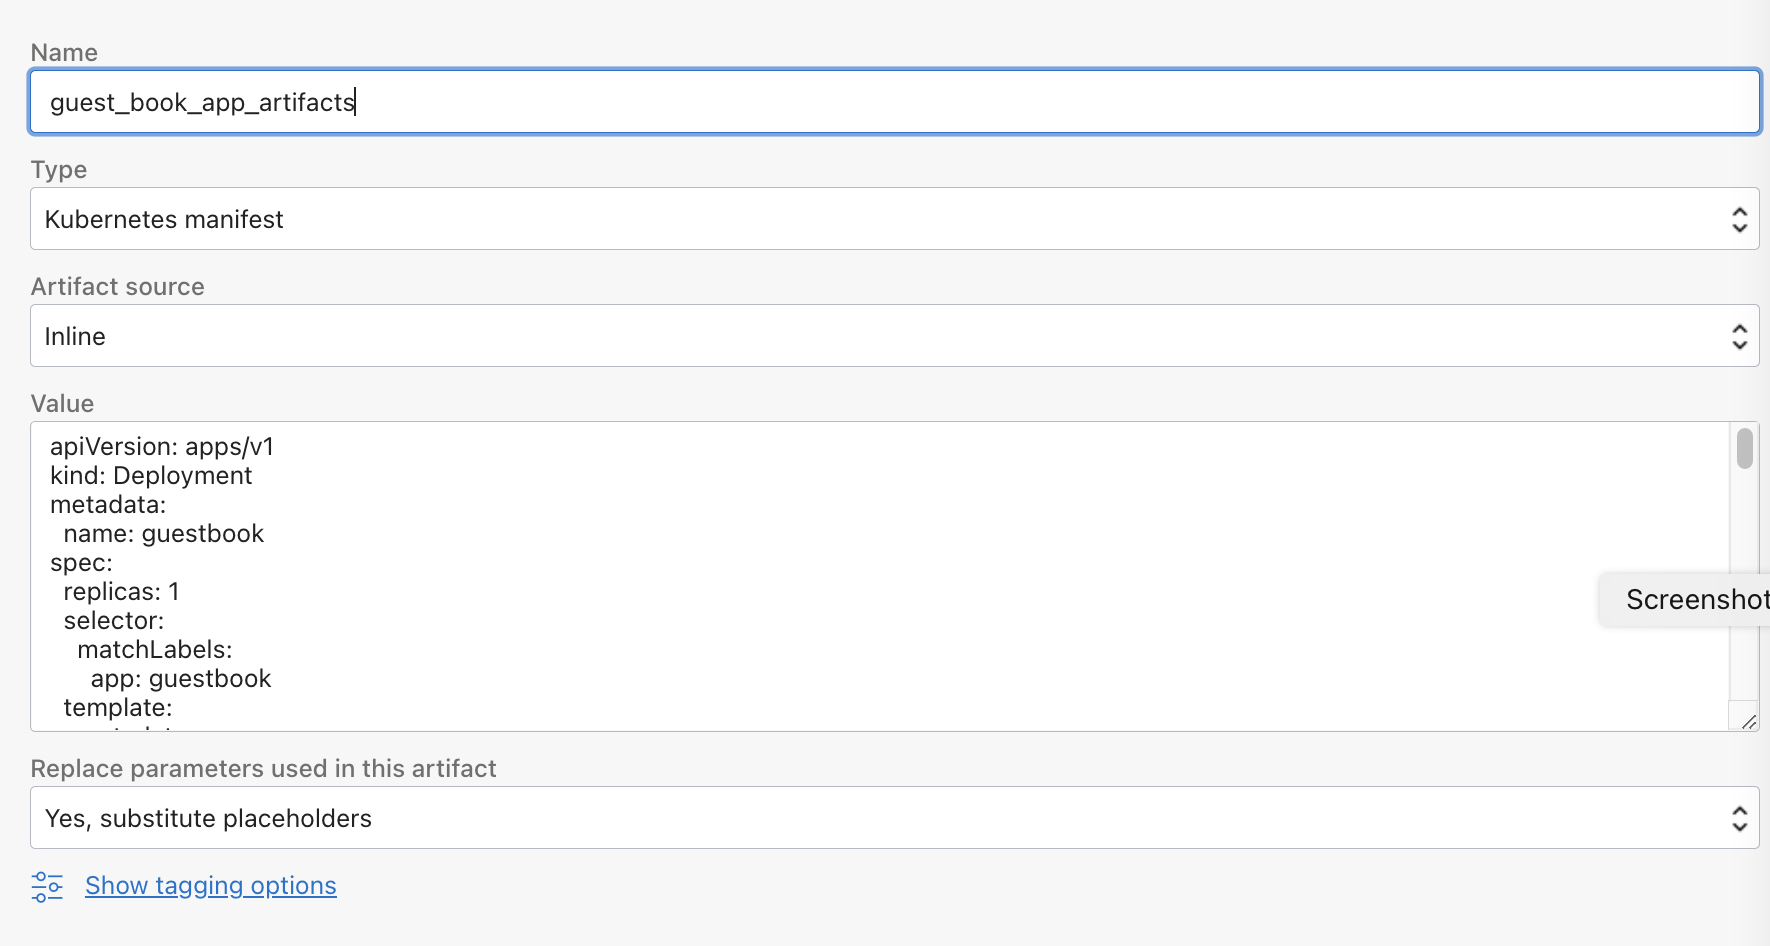 Name
guest_book_app_artifacts
Type
Kubernetes manifest
Artifact source
Inline
Value
apiVersion: apps/v1
kind: Deployment
metadata:
  name: guestbook
spec:
  replicas: 1
  selector:
    matchLabels:
      app: guestbook
  template:
Screenshot
Replace parameters used in this artifact
Yes, substitute placeholders
Show tagging options